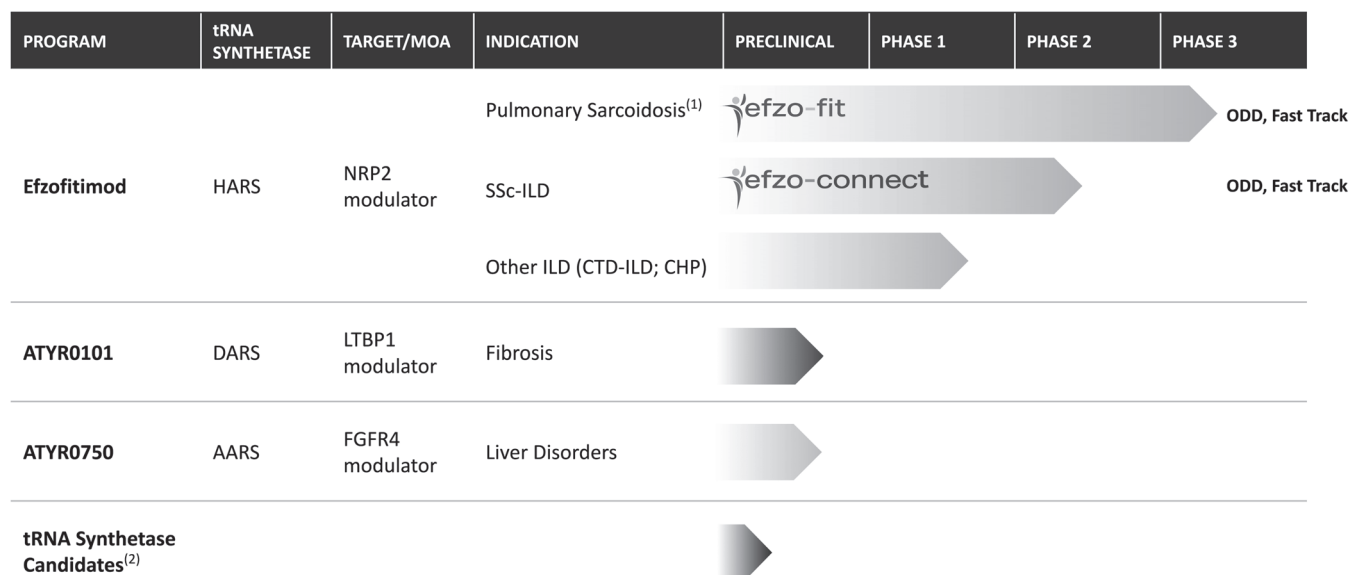 PROGRAM
tRNA
SYNTHETASE
TARGET/MOA
INDICATION
PRECLINICAL
PHASE 1
PHASE 2
PHASE 3
Efzofitimod
HARS
NRP2
modulator
Pulmonary Sarcoidosis(1)
efzo-fit
ODD, Fast Track
SSc-ILD
efzo-connect
ODD, Fast Track
Other ILD (CTD-ILD; CHP)
ATYR0101
DARS
LTBP1
modulator
Fibrosis
ATYR0750
AARS
FGFR4
modulator
Liver Disorders
tRNA Synthetase
Candidates(2)